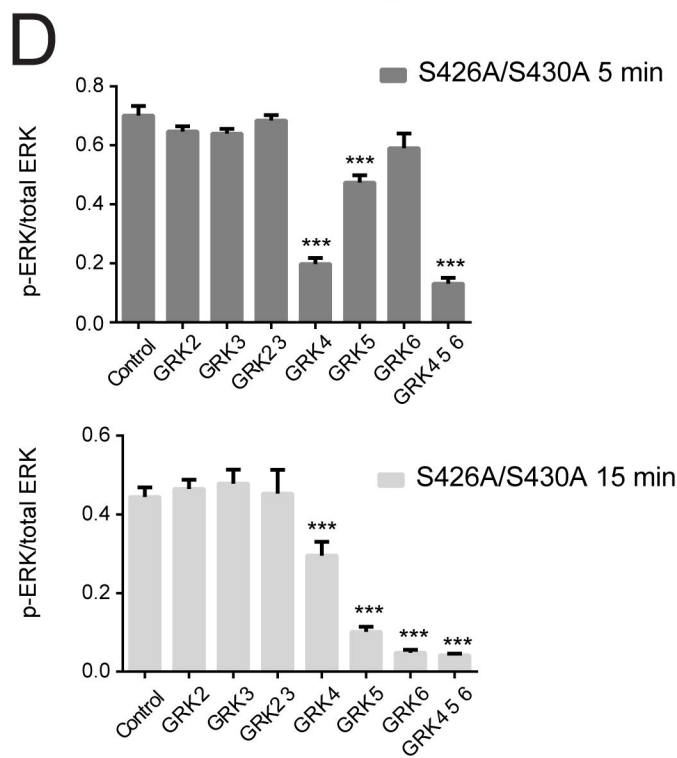 D
S426A/S430A 5 min
p-ERK/total ERK
0.8
0.6
0.4
0.2
0.0
***
***
***
Control
GRK2
GRK3
GRK2 3
GRK4
GRK5
GRK6
GRK4 5 6
S426A/S430A 15 min
p-ERK/total ERK
0.6
0.4
0.2
0.0
***
***
***
***
Control
GRK2
GRK3
GRK2 3
GRK4
GRK5
GRK6
GRK4 5 6